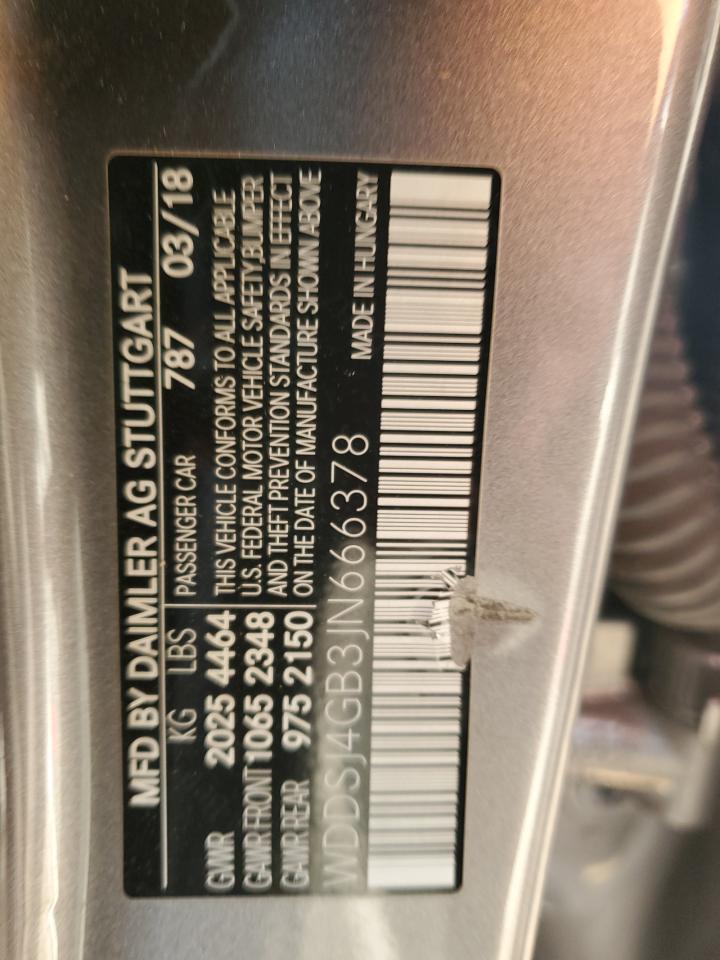 MFD BY DAIMLER AG STUTTGART
KG LBS PASSENGER CAR 787 03/18
GVWR 2025 4464 THIS VEHICLE CONFORMS TO ALL APPLICABLE
GAWR FRONT 1065 2348 U.S. FEDERAL MOTOR VEHICLE SAFETY,BUMPER
GAWR REAR 975 2150 AND THEFT PREVENTION STANDARDS IN EFFECT
ON THE DATE OF MANUFACTURE SHOWN ABOVE
WDDSJ4GB3JN666378 MADE IN HUNGARY